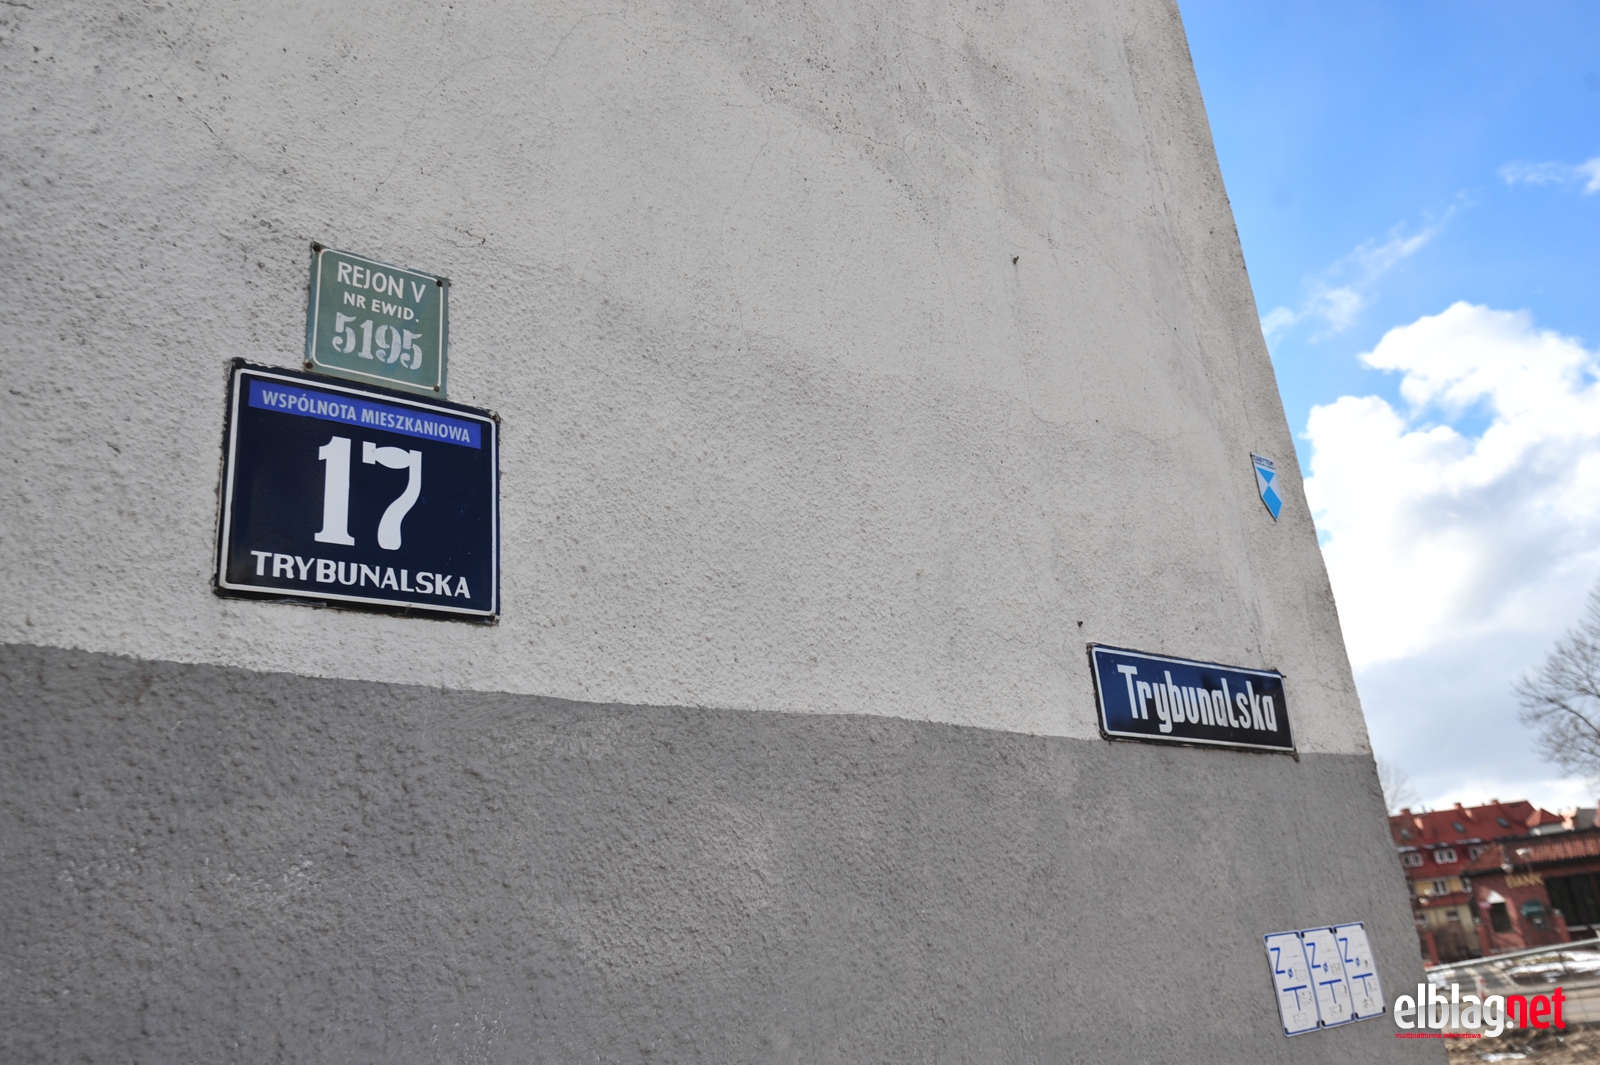 REJON V
NR EWID.
5195
WSPÓLNOTA MIESZKANIOWA
17
TRYBUNALSKA
Trybunalska
Z Z Z
T T T
elblag.net